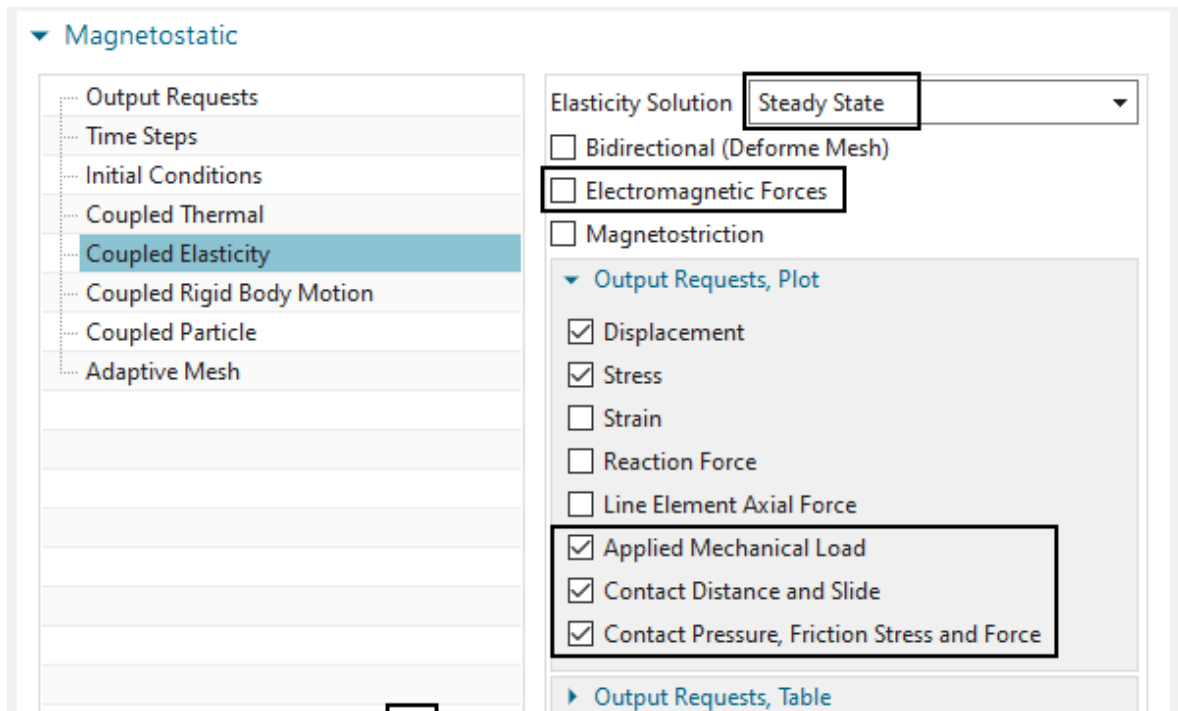 Magnetostatic
Output Requests
Time Steps
Initial Conditions
Coupled Thermal
Coupled Elasticity
Coupled Rigid Body Motion
Coupled Particle
Adaptive Mesh
Elasticity Solution Steady State
Bidirectional (Deforme Mesh)
Electromagnetic Forces
Magnetostriction
Output Requests, Plot
Displacement
Stress
Strain
Reaction Force
Line Element Axial Force
Applied Mechanical Load
Contact Distance and Slide
Contact Pressure, Friction Stress and Force
Output Requests, Table